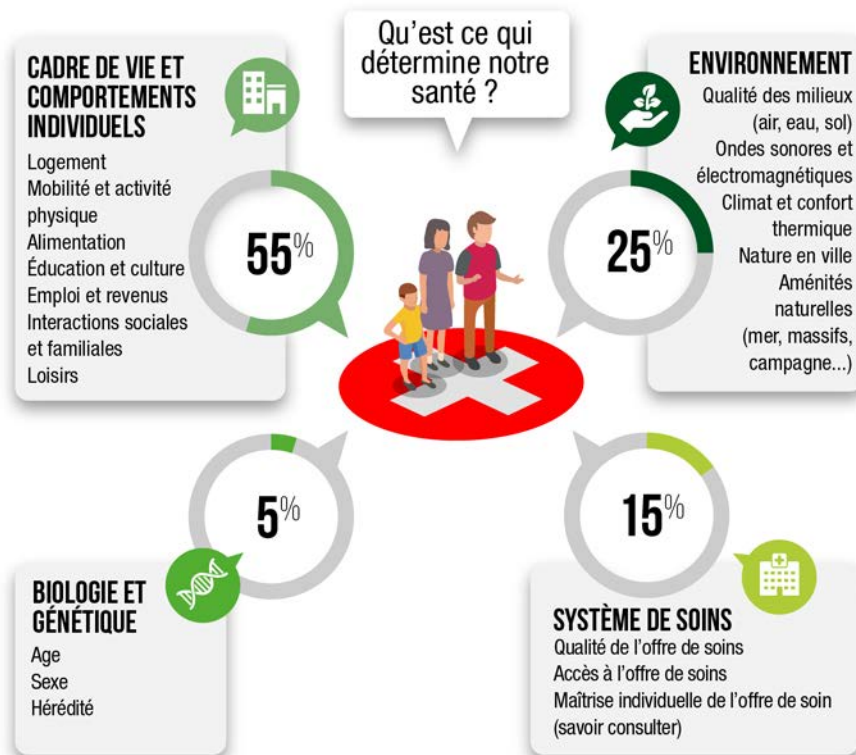 Qu'est ce qui
détermine notre
santé ?
CADRE DE VIE ET
COMPORTEMENTS
INDIVIDUELS
Logement
Mobilité et activité
physique
Alimentation
Éducation et culture
Emploi et revenus
Interactions sociales
et familiales
Loisirs
55%
ENVIRONNEMENT
Qualité des milieux
(air, eau, sol)
Ondes sonores et
électromagnétiques
Climat et confort
thermique
Nature en ville
Aménités
naturelles
(mer, massifs,
campagne...)
25%
5%
BIOLOGIE ET
GÉNÉTIQUE
Age
Sexe
Hérédité
15%
SYSTÈME DE SOINS
Qualité de l'offre de soins
Accès à l'offre de soins
Maîtrise individuelle de l'offre de soin
(savoir consulter)